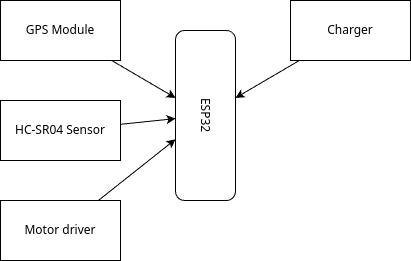 GPS Module
Charger
ESP32
HC-SR04 Sensor
Motor driver